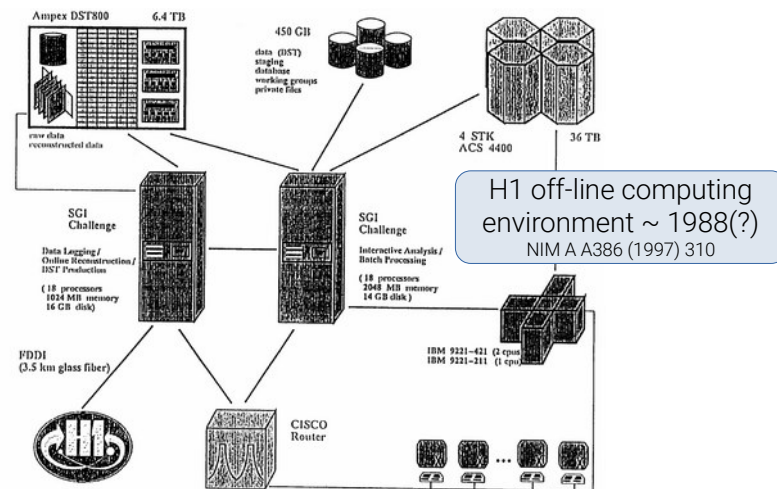 Ampex DST800 6.4 TB
raw data
reconstructed data
450 GB
data (DST)
staging
database
working groups
private files
4 STK
ACS 4400
36 TB
H1 off-line computing
environment ~ 1988(?)
NIM A A386 (1997) 310
SGI
Challenge
Data Logging /
Online Reconstruction /
DST Production
( 18 processors
1024 MB memory
16 GB disk)
SGI
Challenge
Interactive Analysis /
Batch Processing
( 18 processors
2048 MB memory
14 GB disk )
IBM 9221-421 (2 cpus)
IBM 9221-211 (1 cpu)
FDDI
(3.5 km glass fiber)
H1
CISCO
Router
...